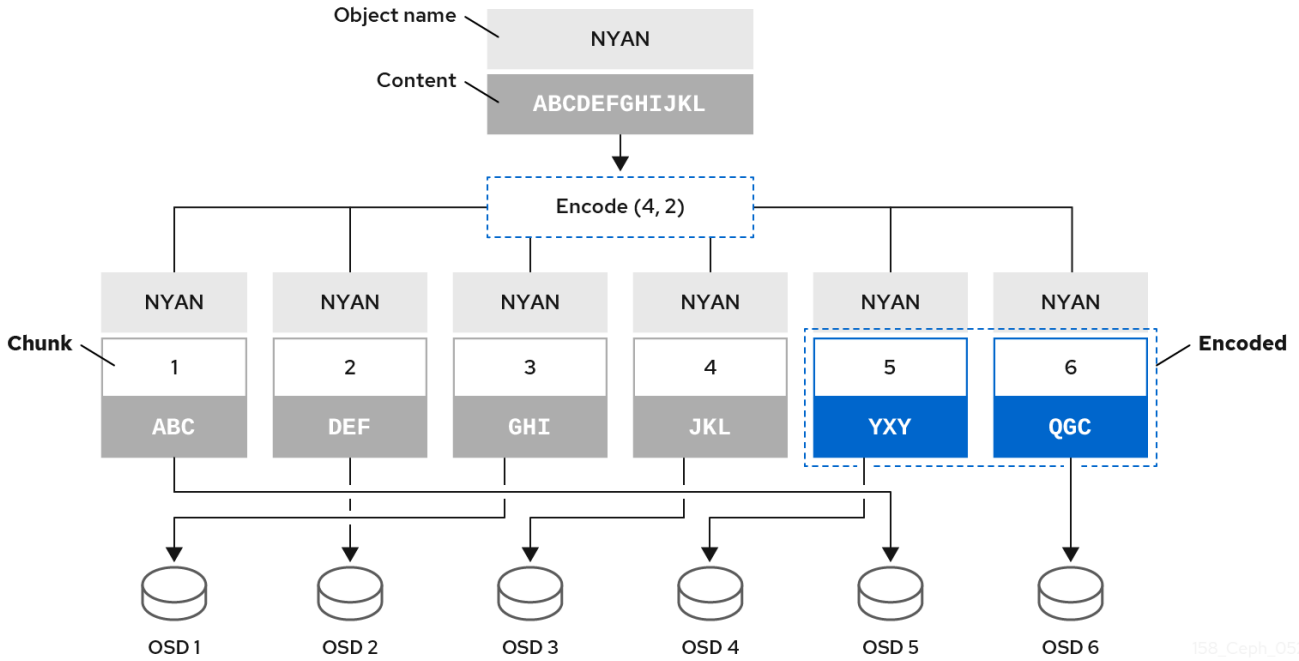 Object name
NYAN
Content
ABCDEFGHIJKL
Encode (4, 2)
NYAN NYAN NYAN NYAN NYAN NYAN
Chunk 1 2 3 4 5 6 Encoded
ABC DEF GHI JKL YXY QGC
OSD 1 OSD 2 OSD 3 OSD 4 OSD 5 OSD 6